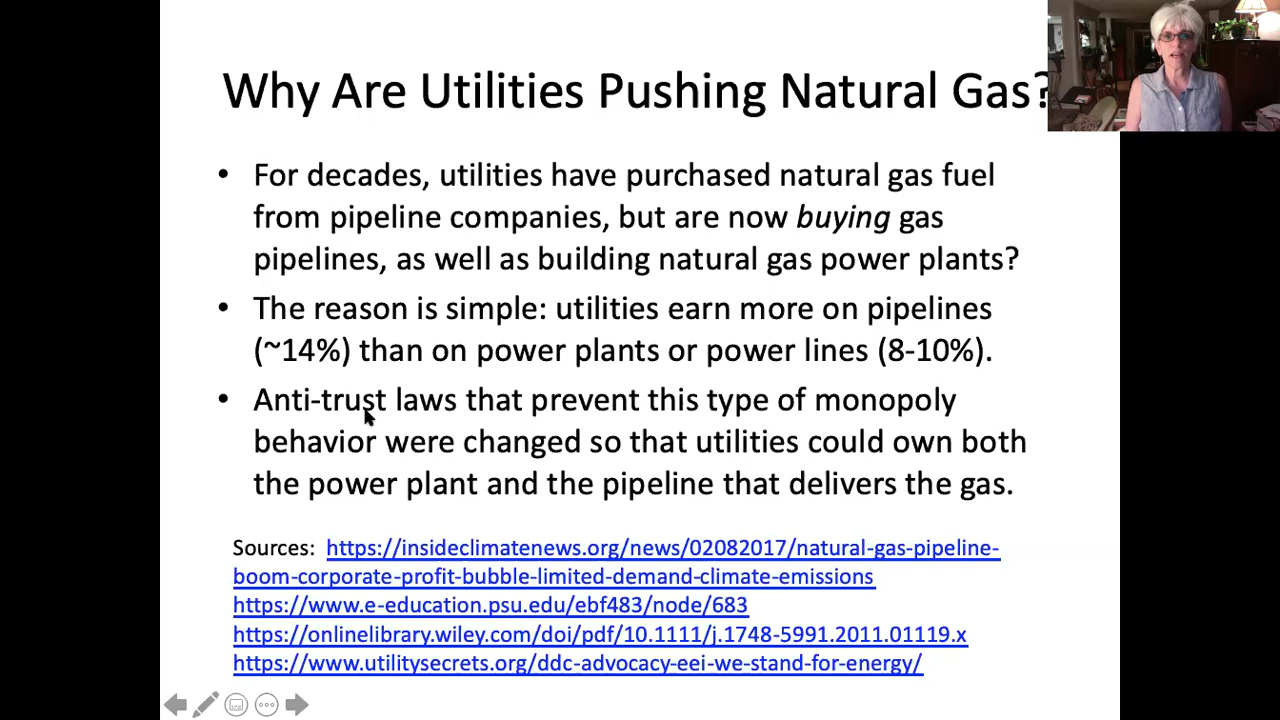 Why Are Utilities Pushing Natural Gas?
• For decades, utilities have purchased natural gas fuel
from pipeline companies, but are now buying gas
pipelines, as well as building natural gas power plants?
• The reason is simple: utilities earn more on pipelines
(~14%) than on power plants or power lines (8-10%).
• Anti-trust laws that prevent this type of monopoly
behavior were changed so that utilities could own both
the power plant and the pipeline that delivers the gas.
Sources: https://insideclimatenews.org/news/02082017/natural-gas-pipeline-
boom-corporate-profit-bubble-limited-demand-climate-emissions
https://www.e-education.psu.edu/ebf483/node/683
https://onlinelibrary.wiley.com/doi/pdf/10.1111/j.1748-5991.2011.01119.x
https://www.utilitysecrets.org/ddc-advocacy-eei-we-stand-for-energy/